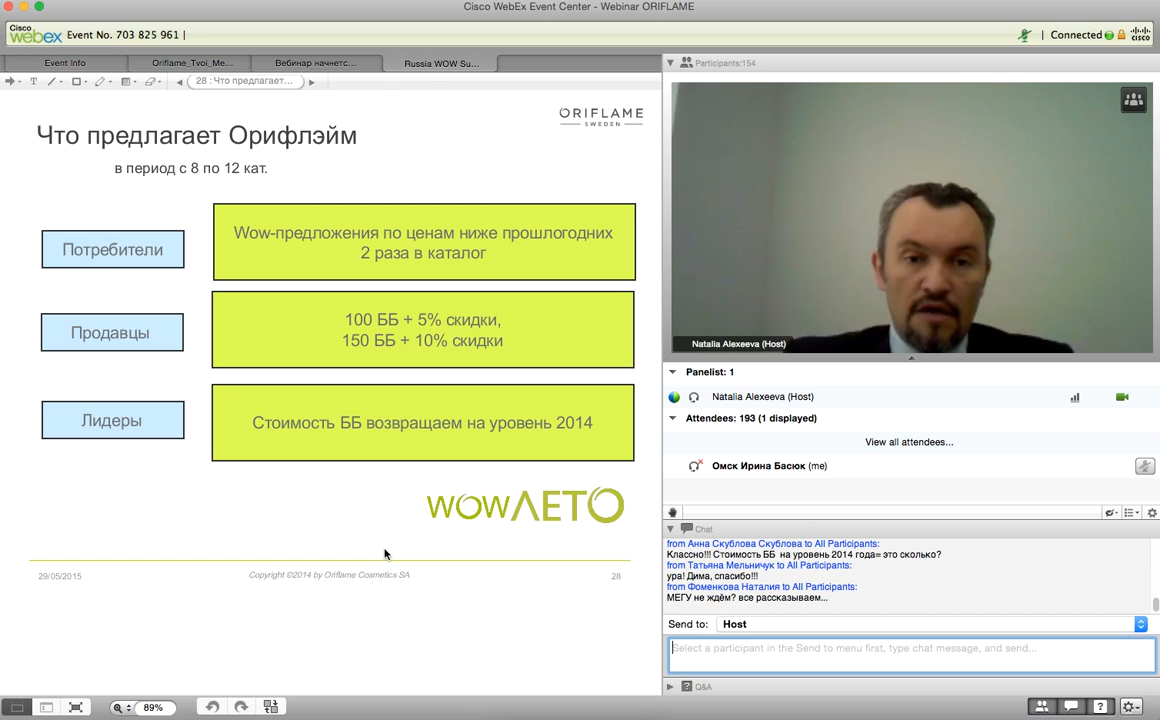 Cisco WebEx Event Center - Webinar ORIFLAME
Cisco
webex
Event No. 703 825 961 |
| Connected
CISCO
Event Info
Oriflame_Tvoi_Me...
Вебинар начнетс...
Russia WOW Su...
T
28 : Что предлагает...
ORIFLAME
SWEDEN
Что предлагает Орифлэйм
в период с 8 по 12 кат.
Потребители
Wow-предложения по ценам ниже прошлогодних
2 раза в каталог
Продавцы
100 ББ + 5% скидки,
150 ББ + 10% скидки
Лидеры
Стоимость ББ возвращаем на уровень 2014
WOWΛETO
29/05/2015
Copyright ©2014 by Oriflame Cosmetics SA
28
89%
Participants:154
Natalia Alexeeva (Host)
Panelist: 1
Natalia Alexeeva (Host)
Attendees: 193 (1 displayed)
View all attendees...
Омск Ирина Басюк (me)
Chat
from Анна Скублова Скублова to All Participants:
Классно!!! Стоимость ББ на уровень 2014 года= это сколько?
from Татьяна Мельничук to All Participants:
ура! Дима, спасибо!!!
from Фоменкова Наталия to All Participants:
МЕГУ не ждём? все рассказываем...
Send to: Host
Select a participant in the Send to menu first, type chat message, and send...
? Q&A
?